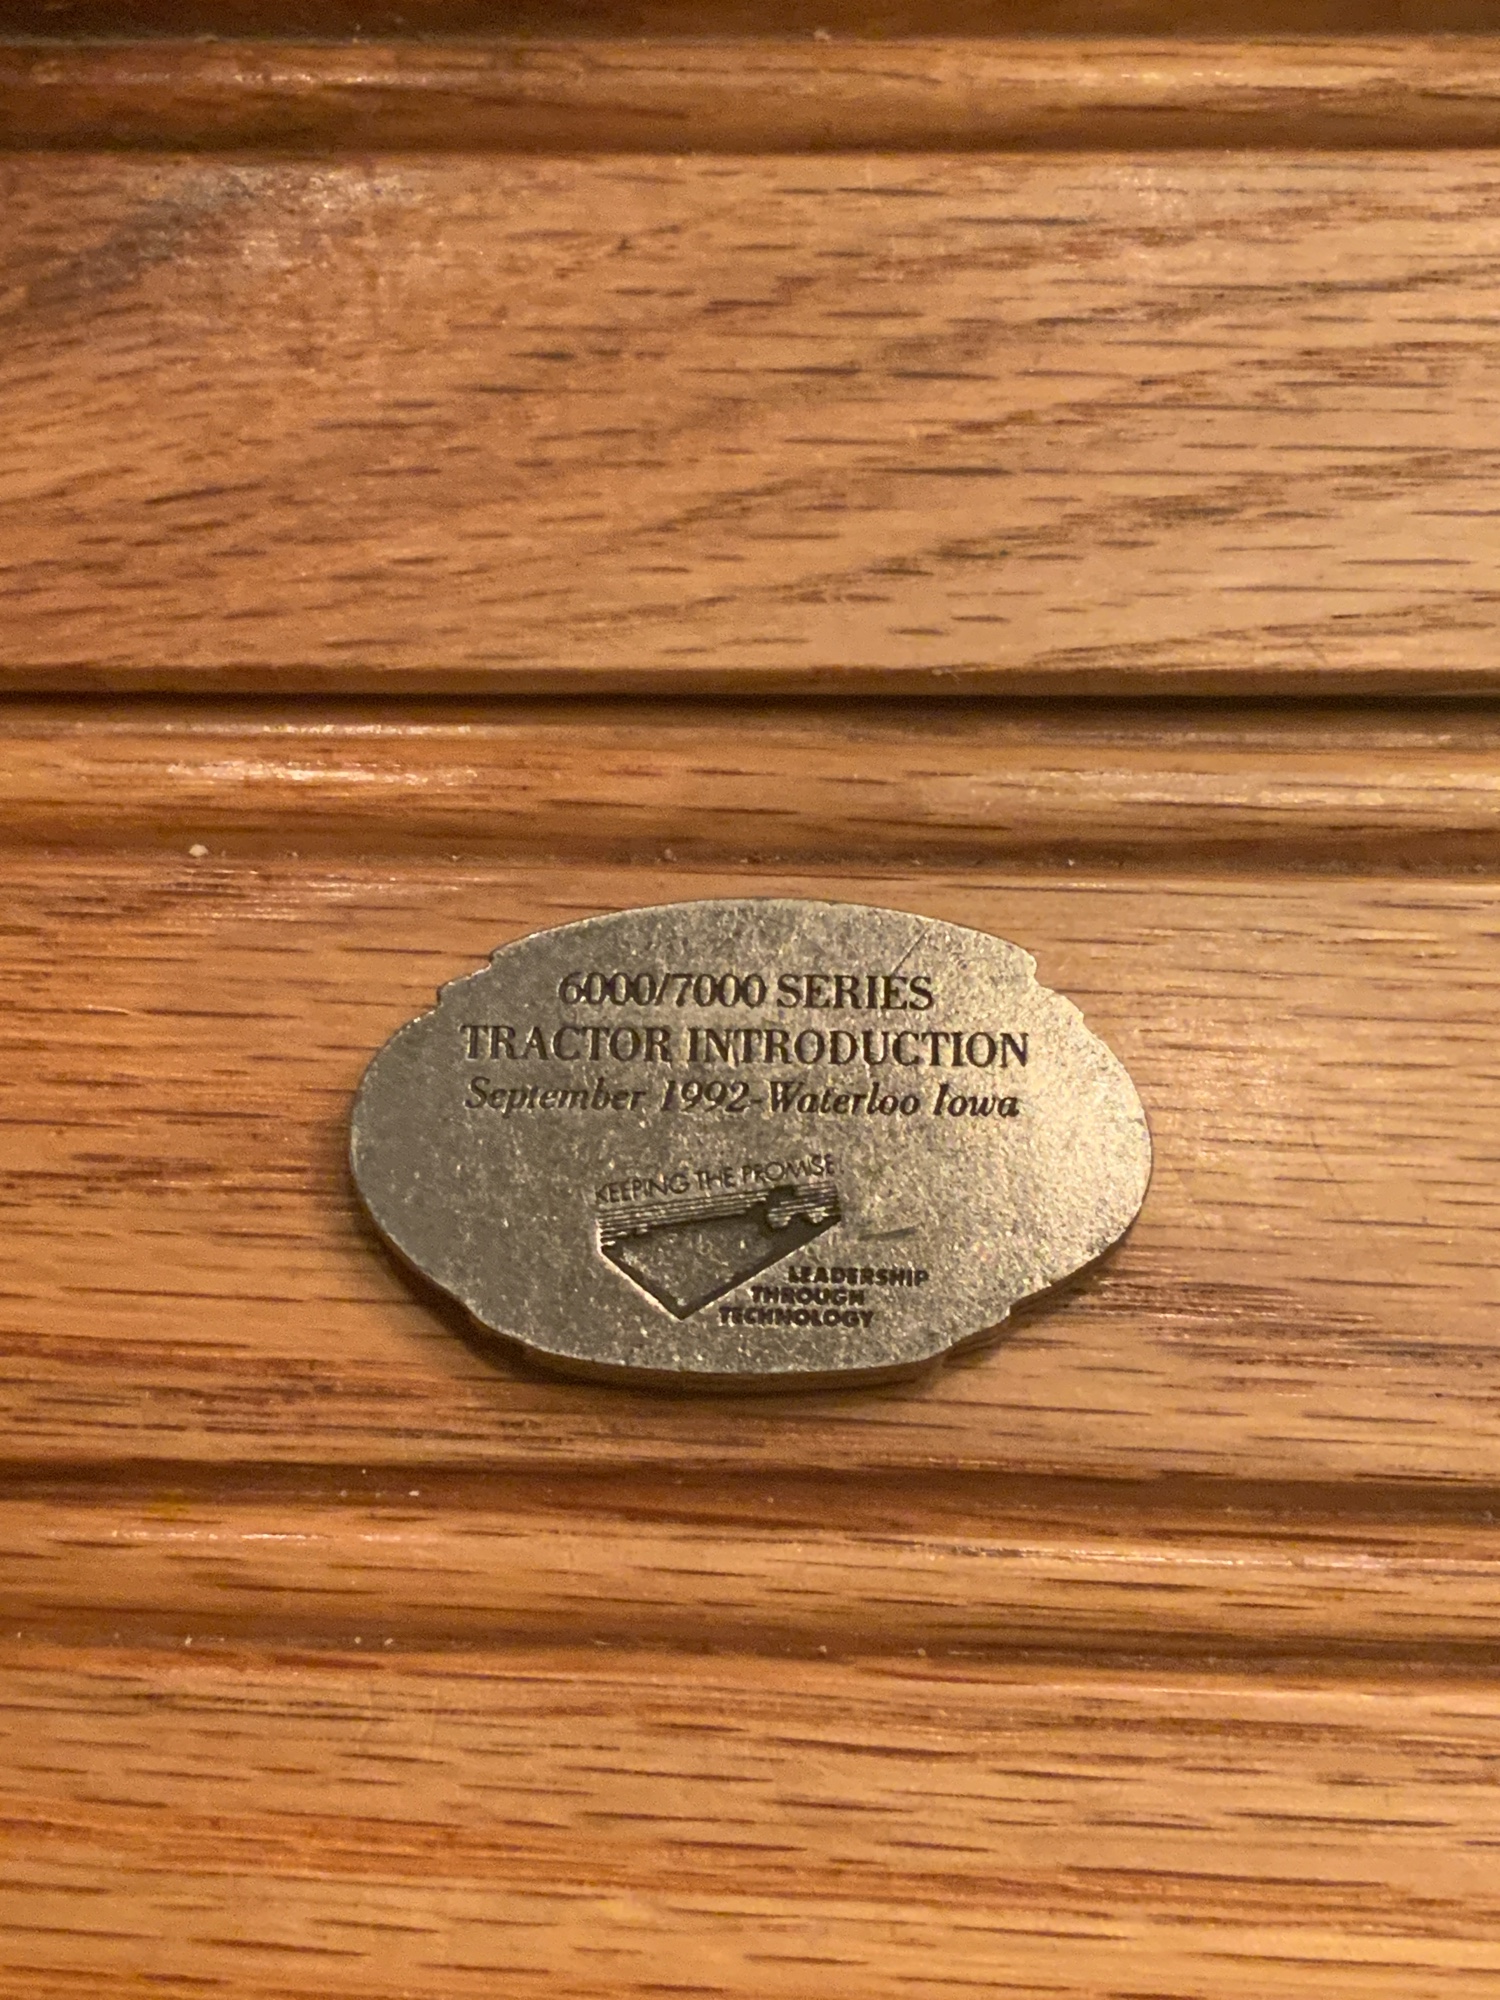 6000/7000 SERIES
TRACTOR INTRODUCTION
September 1992-Waterloo Iowa
KEEPING THE PROMISE
LEADERSHIP
THROUGH
TECHNOLOGY